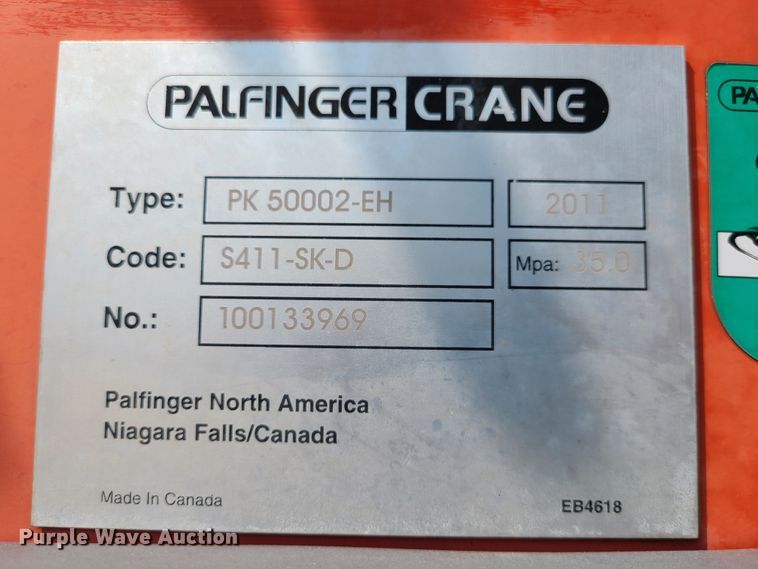 PALFINGER CRANE
PA
Type: PK 50002-EH 2011
Code: S411-SK-D Mpa: 35.0
No.: 100133969
Palfinger North America
Niagara Falls/Canada
Made In Canada EB4618
Purple Wave Auction